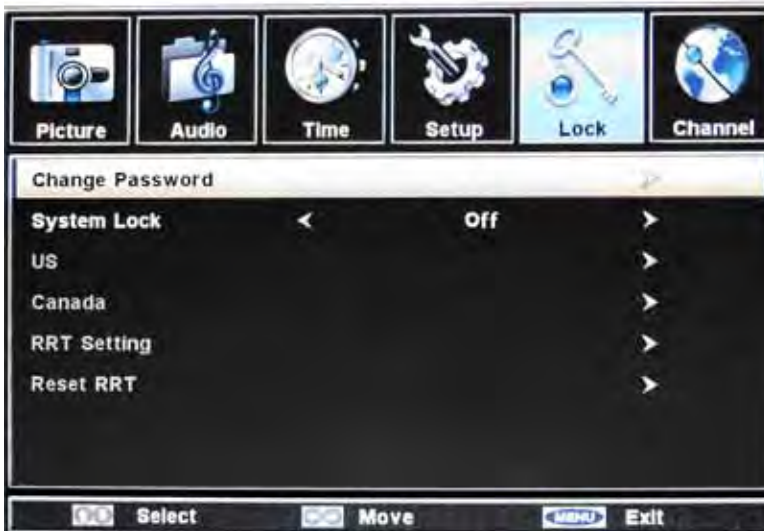 Picture Audio Time Setup Lock Channel
Change Password
System Lock Off
US
Canada
RRT Setting
Reset RRT
Select Move MENU Exit